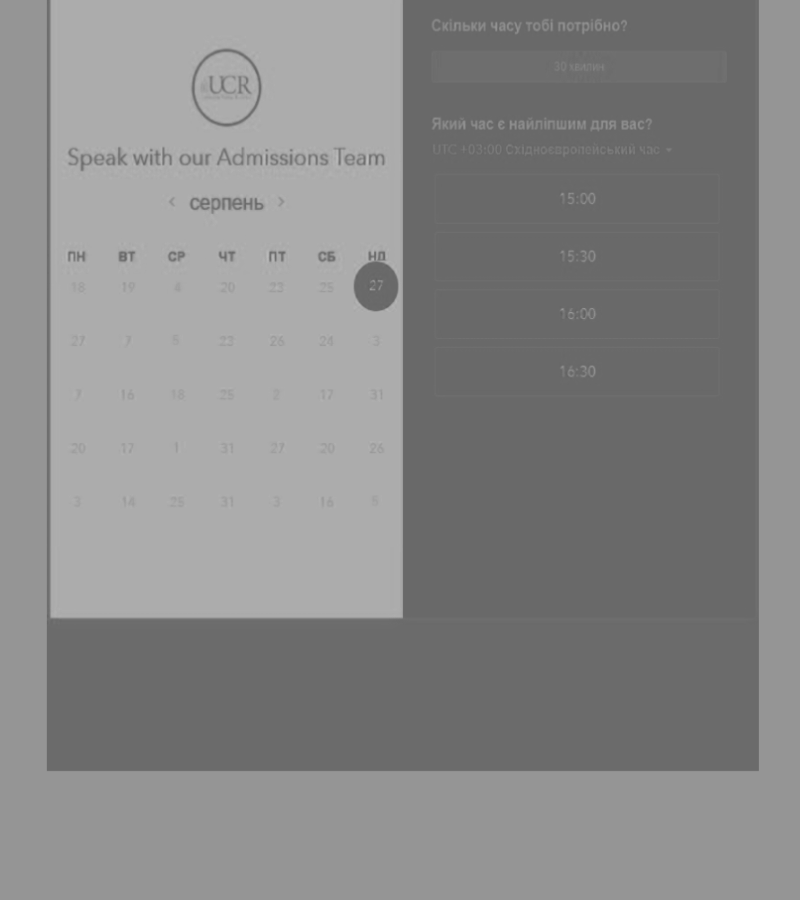 UCR
Speak with our Admissions Team
< серпень >
ПН ВТ СР ЧТ ПТ СБ НД
18 19 4 20 23 25 27
27 7 5 22 26 24 3
7 16 18 25 2 17 31
20 17 1 31 27 20 26
3 14 25 31 3 16 5
Скільки часу тобі потрібно?
30 хвилин
Який час є найліпшим для вас?
UTC +03:00 Східноєвропейський час
15:00
15:30
16:00
16:30